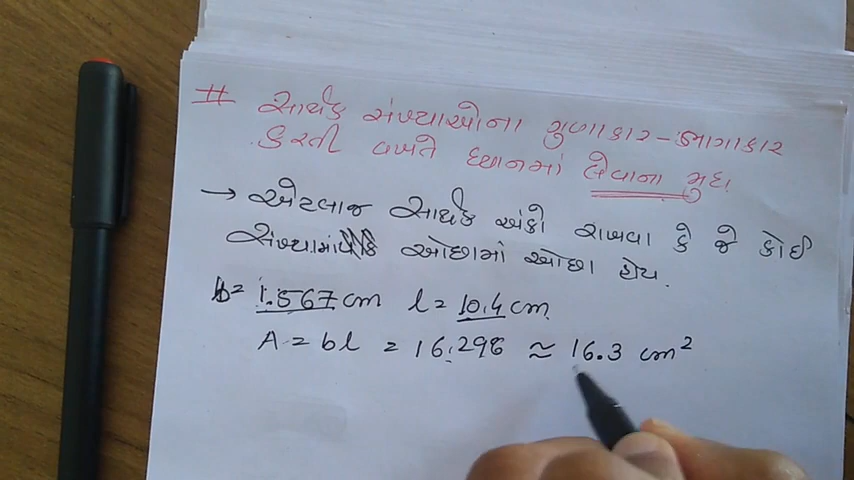 # સાર્થક સંખ્યાઓના ગુણાકાર-ભાગાકાર
કરતી વખતે ધ્યાનમાં લેવાના મુદ્દા
→ એટલાજ સાર્થક અંકો રાખવા કે જે કોઈ
સંખ્યામાં ઓછામાં ઓછા હોય.
b = 1.567 cm l = 10.4 cm
A = bl = 16.298 ≈ 16.3 cm²